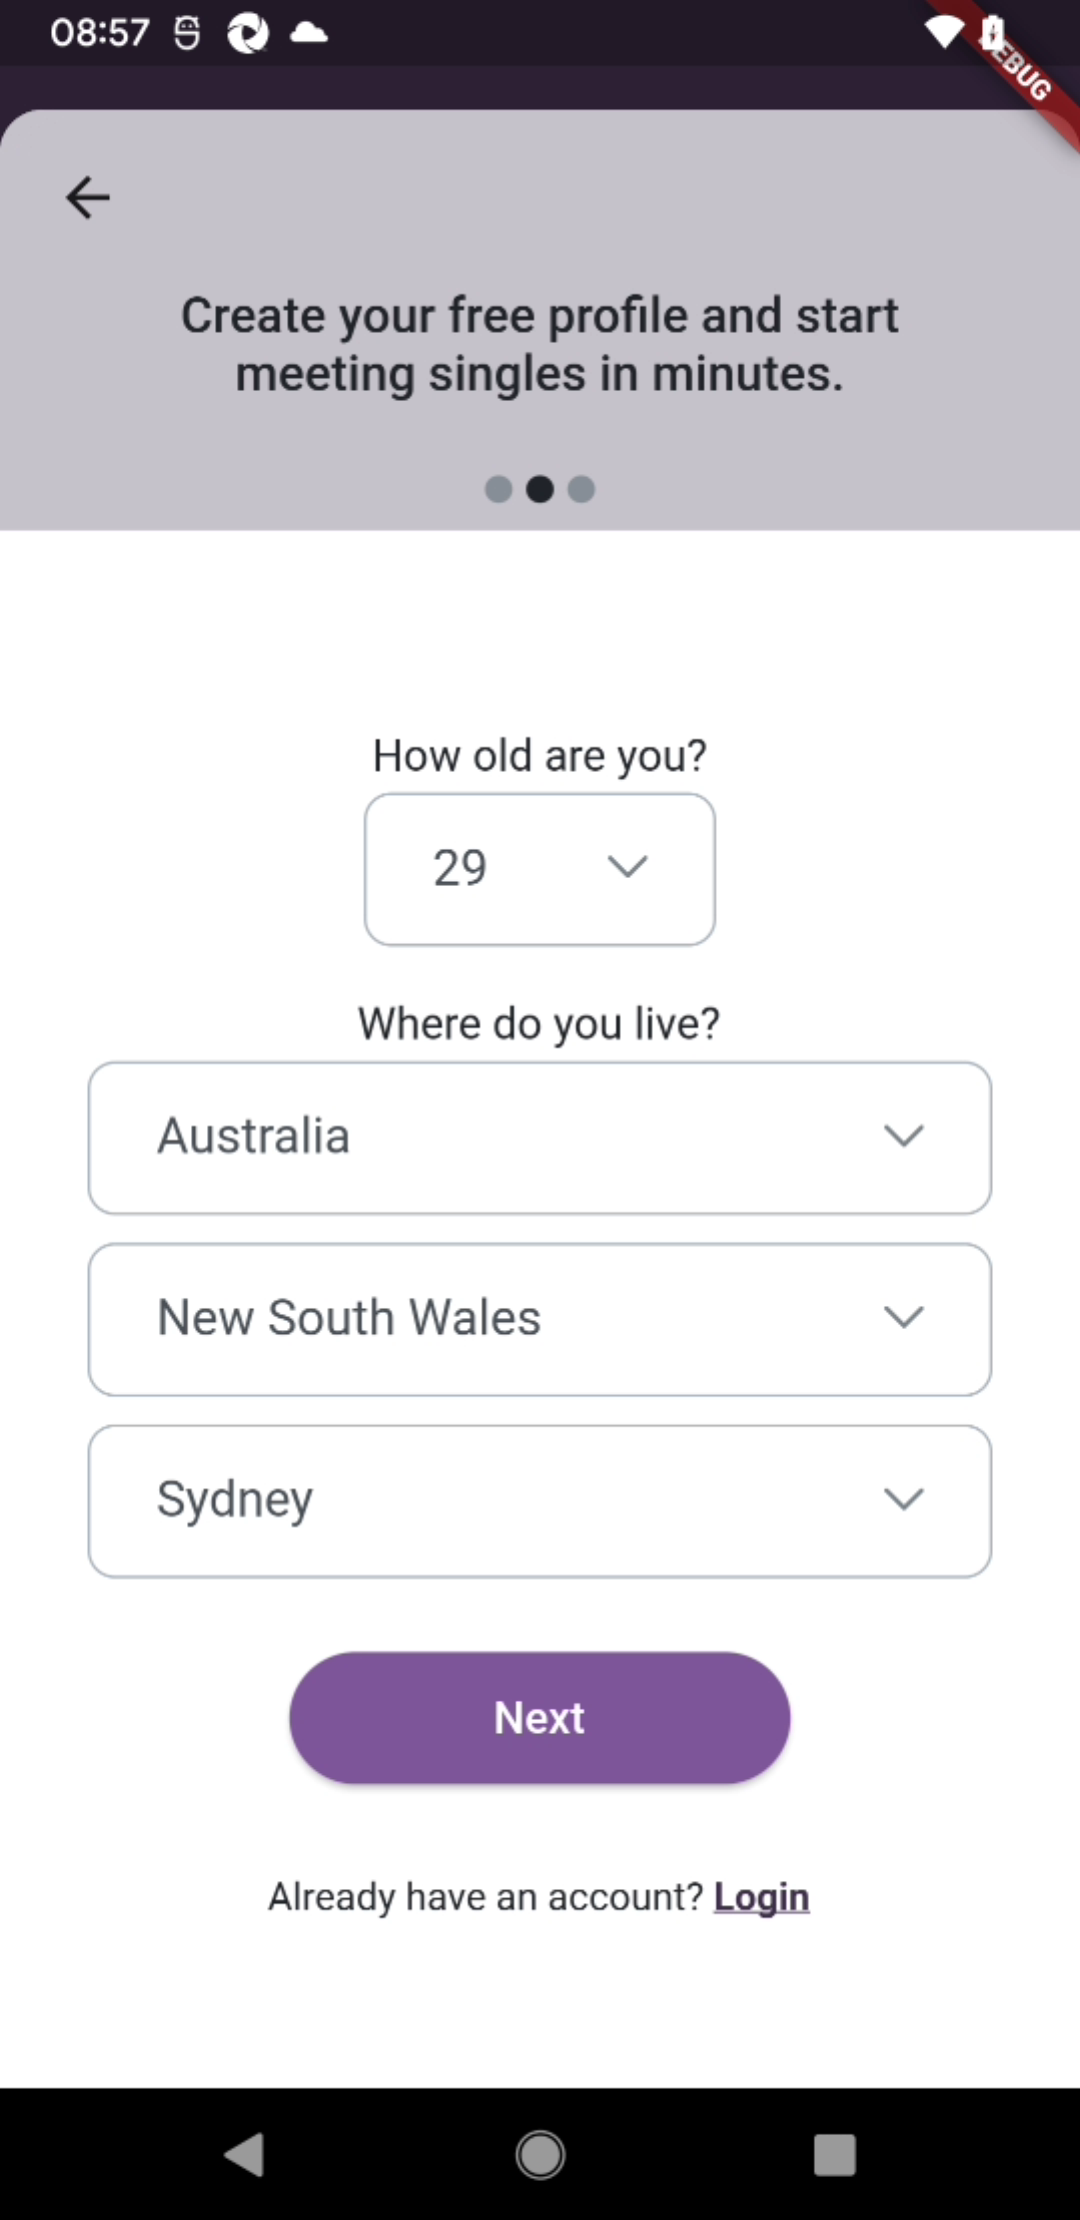 08:57
Create your free profile and start
meeting singles in minutes.
How old are you?
29
Where do you live?
Australia
New South Wales
Sydney
Next
Already have an account? Login